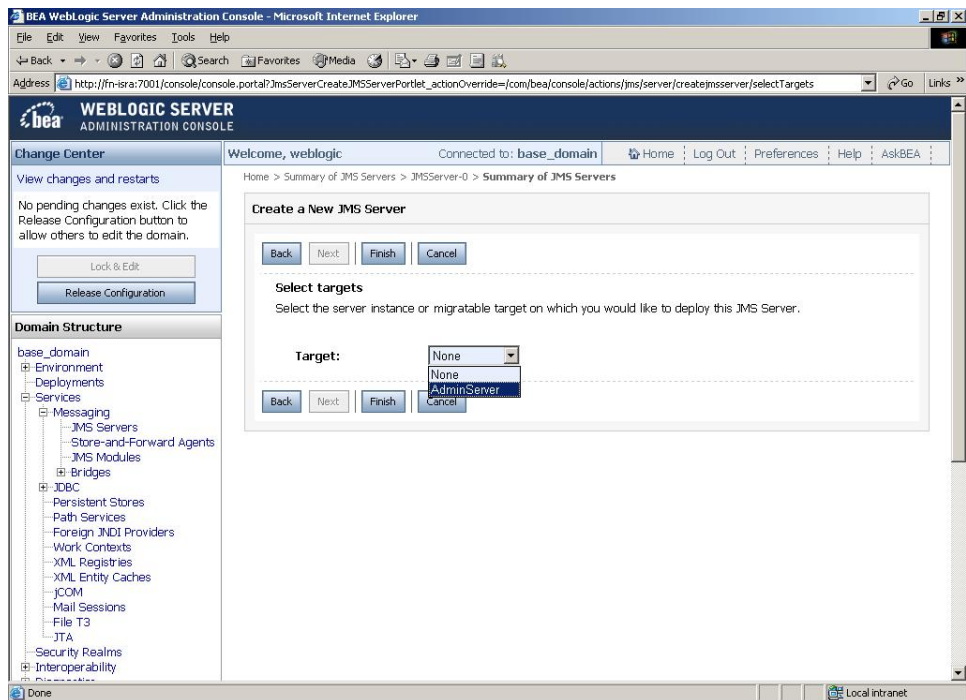 BEA WebLogic Server Administration Console - Microsoft Internet Explorer
File Edit View Favorites Tools Help
Back Search Favorites Media
Address http://fn-isra:7001/console/console.portal?JmsServerCreateJMSServerPortlet_actionOverride=/com/bea/console/actions/jms/server/createjmsserver/selectTargets Go Links »
bea WEBLOGIC SERVER
ADMINISTRATION CONSOLE
Change Center
View changes and restarts
No pending changes exist. Click the
Release Configuration button to
allow others to edit the domain.
Lock & Edit
Release Configuration
Domain Structure
base_domain
Environment
Deployments
Services
Messaging
JMS Servers
Store-and-Forward Agents
JMS Modules
Bridges
JDBC
Persistent Stores
Path Services
Foreign JNDI Providers
Work Contexts
XML Registries
XML Entity Caches
jCOM
Mail Sessions
File T3
JTA
Security Realms
Interoperability
Welcome, weblogic Connected to: base_domain Home Log Out Preferences Help AskBEA
Home > Summary of JMS Servers > JMSServer-0 > Summary of JMS Servers
Create a New JMS Server
Back Next Finish Cancel
Select targets
Select the server instance or migratable target on which you would like to deploy this JMS Server.
Target: None
None
AdminServer
Back Next Finish Cancel
Done Local intranet